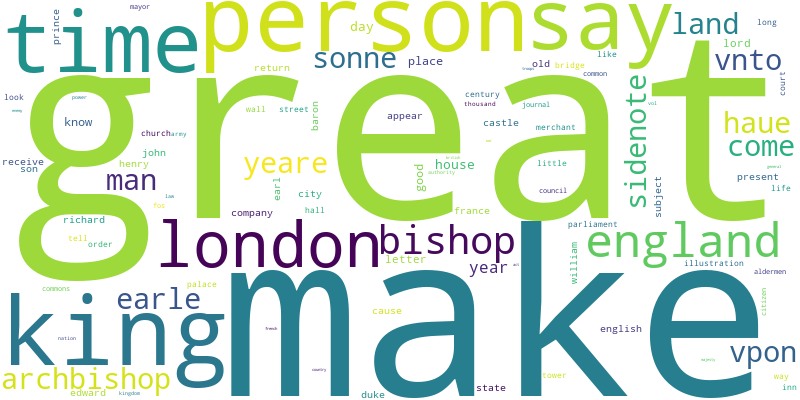 mayor
time
person
say
prince
day
land
lord
long
sonne
place
old
bridge
like
common
vnto
look
power
return
century
thousand
journal
court
great
wall
street
baron
appear
castle
merchant
sidenote
haue
come
know
church
army
john
henry
receive
son
man
yeare
house
good
authority
little
council
subject
present
life
general
earl
city
hall
company
france
richard
tell
order
london
bishop
letter
year
william
parliament
england
illustration
aldermen
commons
palace
earle
king
make
cause
english
citizen
french
nation
country
vpon
archbishop
edward
kingdom
duke
state
tower
way
inn
law
vol